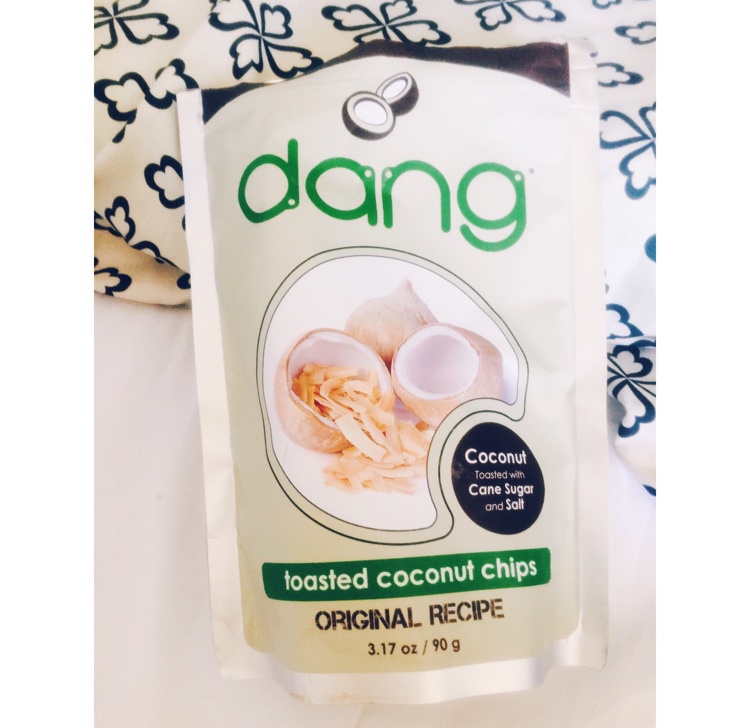 dang
Coconut
Toasted with
Cane Sugar
and Salt
toasted coconut chips
ORIGINAL RECIPE
3.17 oz / 90 g